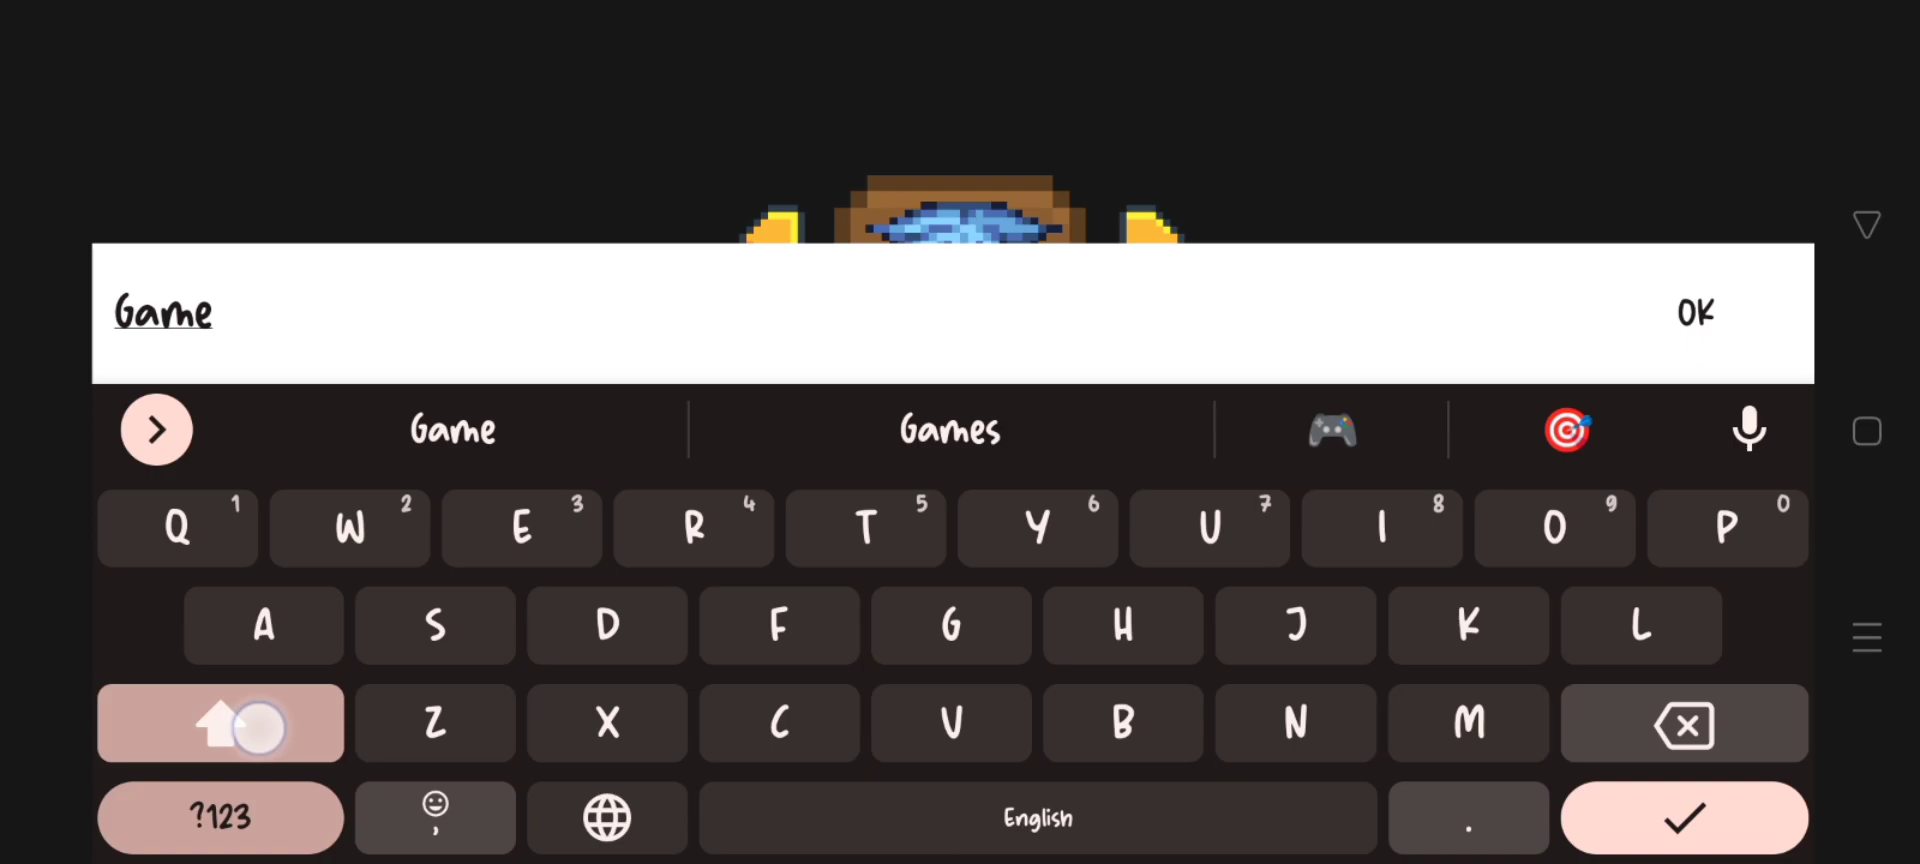 Game
OK
Game Games
Q 1 W 2 E 3 R 4 T 5 Y 6 U 7 I 8 O 9 P 0
A S D F G H J K L
Z X C V B N M
?123 , English .